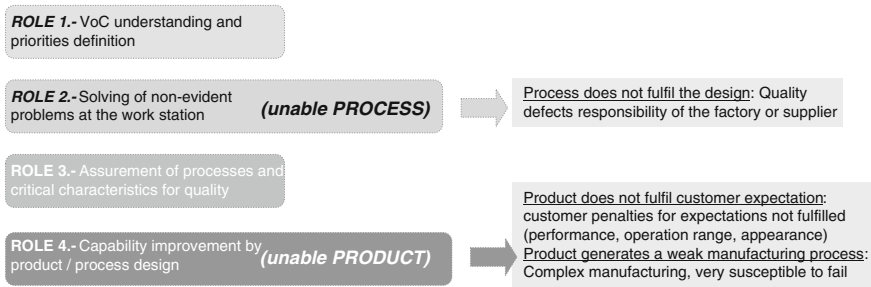 ROLE 1.- VoC understanding and
priorities definition
ROLE 2.- Solving of non-evident
problems at the work station
(unable PROCESS)
Process does not fulfil the design: Quality
defects responsibility of the factory or supplier
ROLE 3.- Assurement of processes and
critical characteristics for quality
ROLE 4.- Capability improvement by
product / process design
(unable PRODUCT)
Product does not fulfil customer expectation:
customer penalties for expectations not fulfilled
(performance, operation range, appearance)
Product generates a weak manufacturing process:
Complex manufacturing, very susceptible to fail